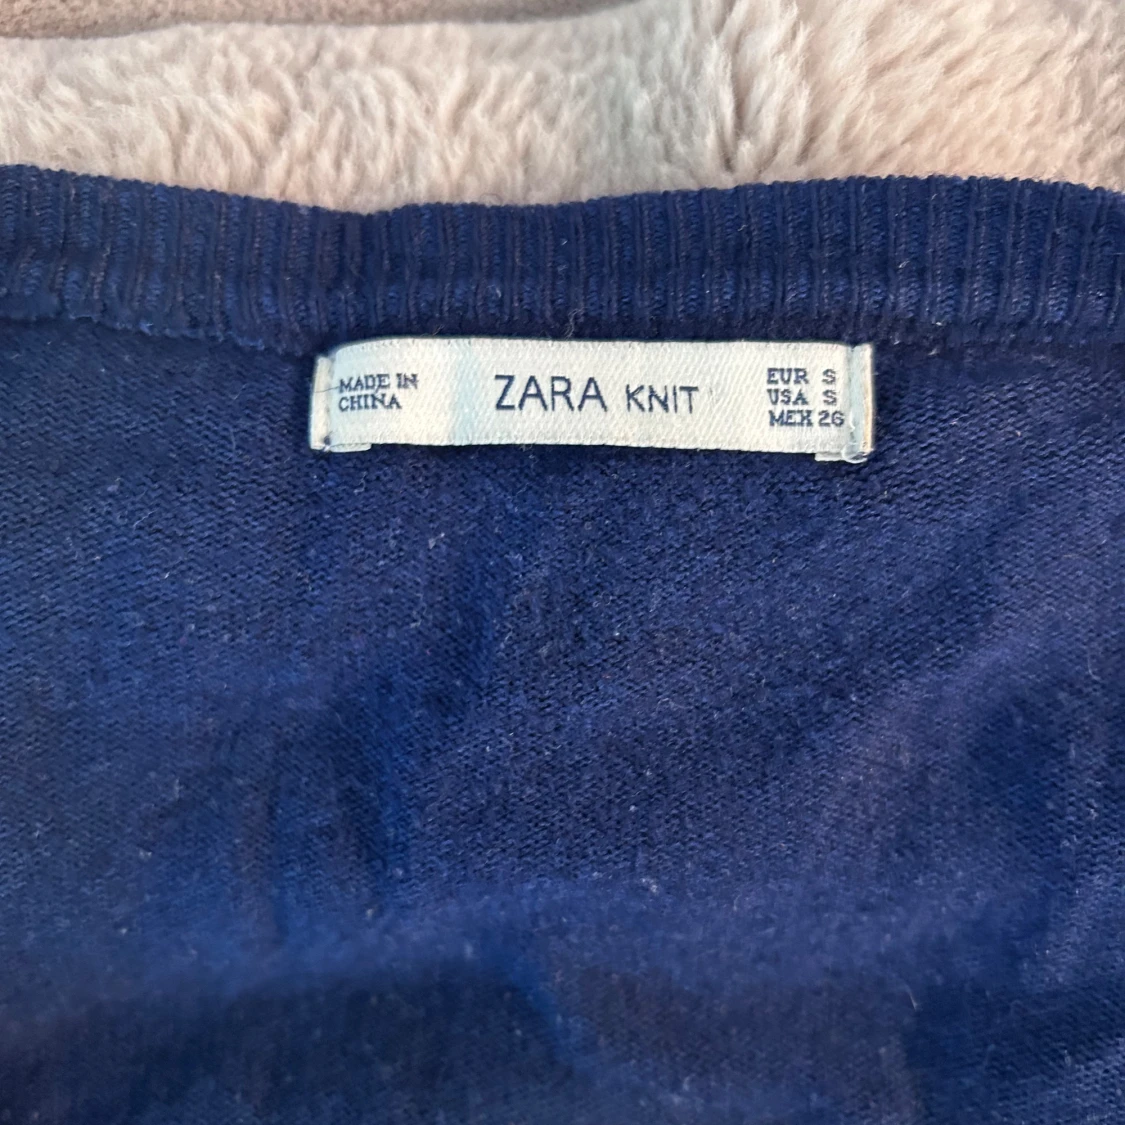 MADE IN
CHINA
ZARA KNIT
EUR S
USA S
MEX 26